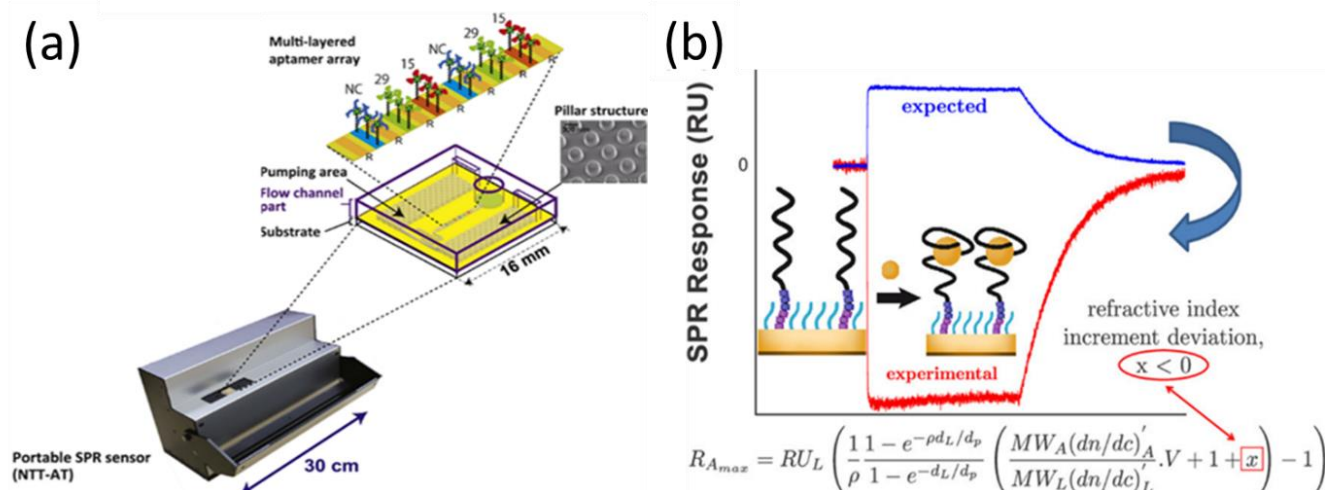 (a)
Multi-layered
aptamer array
NC
29
15
NC
29
15
R
R
R
R
R
R
R
Pillar structure
Pumping area
Flow channel
part
Substrate
16 mm
Portable SPR sensor
(NTT-AT)
30 cm
(b)
SPR Response (RU)
0
expected
experimental
refractive index
increment deviation,
x < 0
R_{A_{max}} = RU_L \left( \frac{1}{\rho} \frac{1 - e^{-\rho d_L/d_p}}{1 - e^{-d_L/d_p}} \left( \frac{MW_A(dn/dc)'_A}{MW_L(dn/dc)'_L} .V + 1 + x \right) - 1 \right)